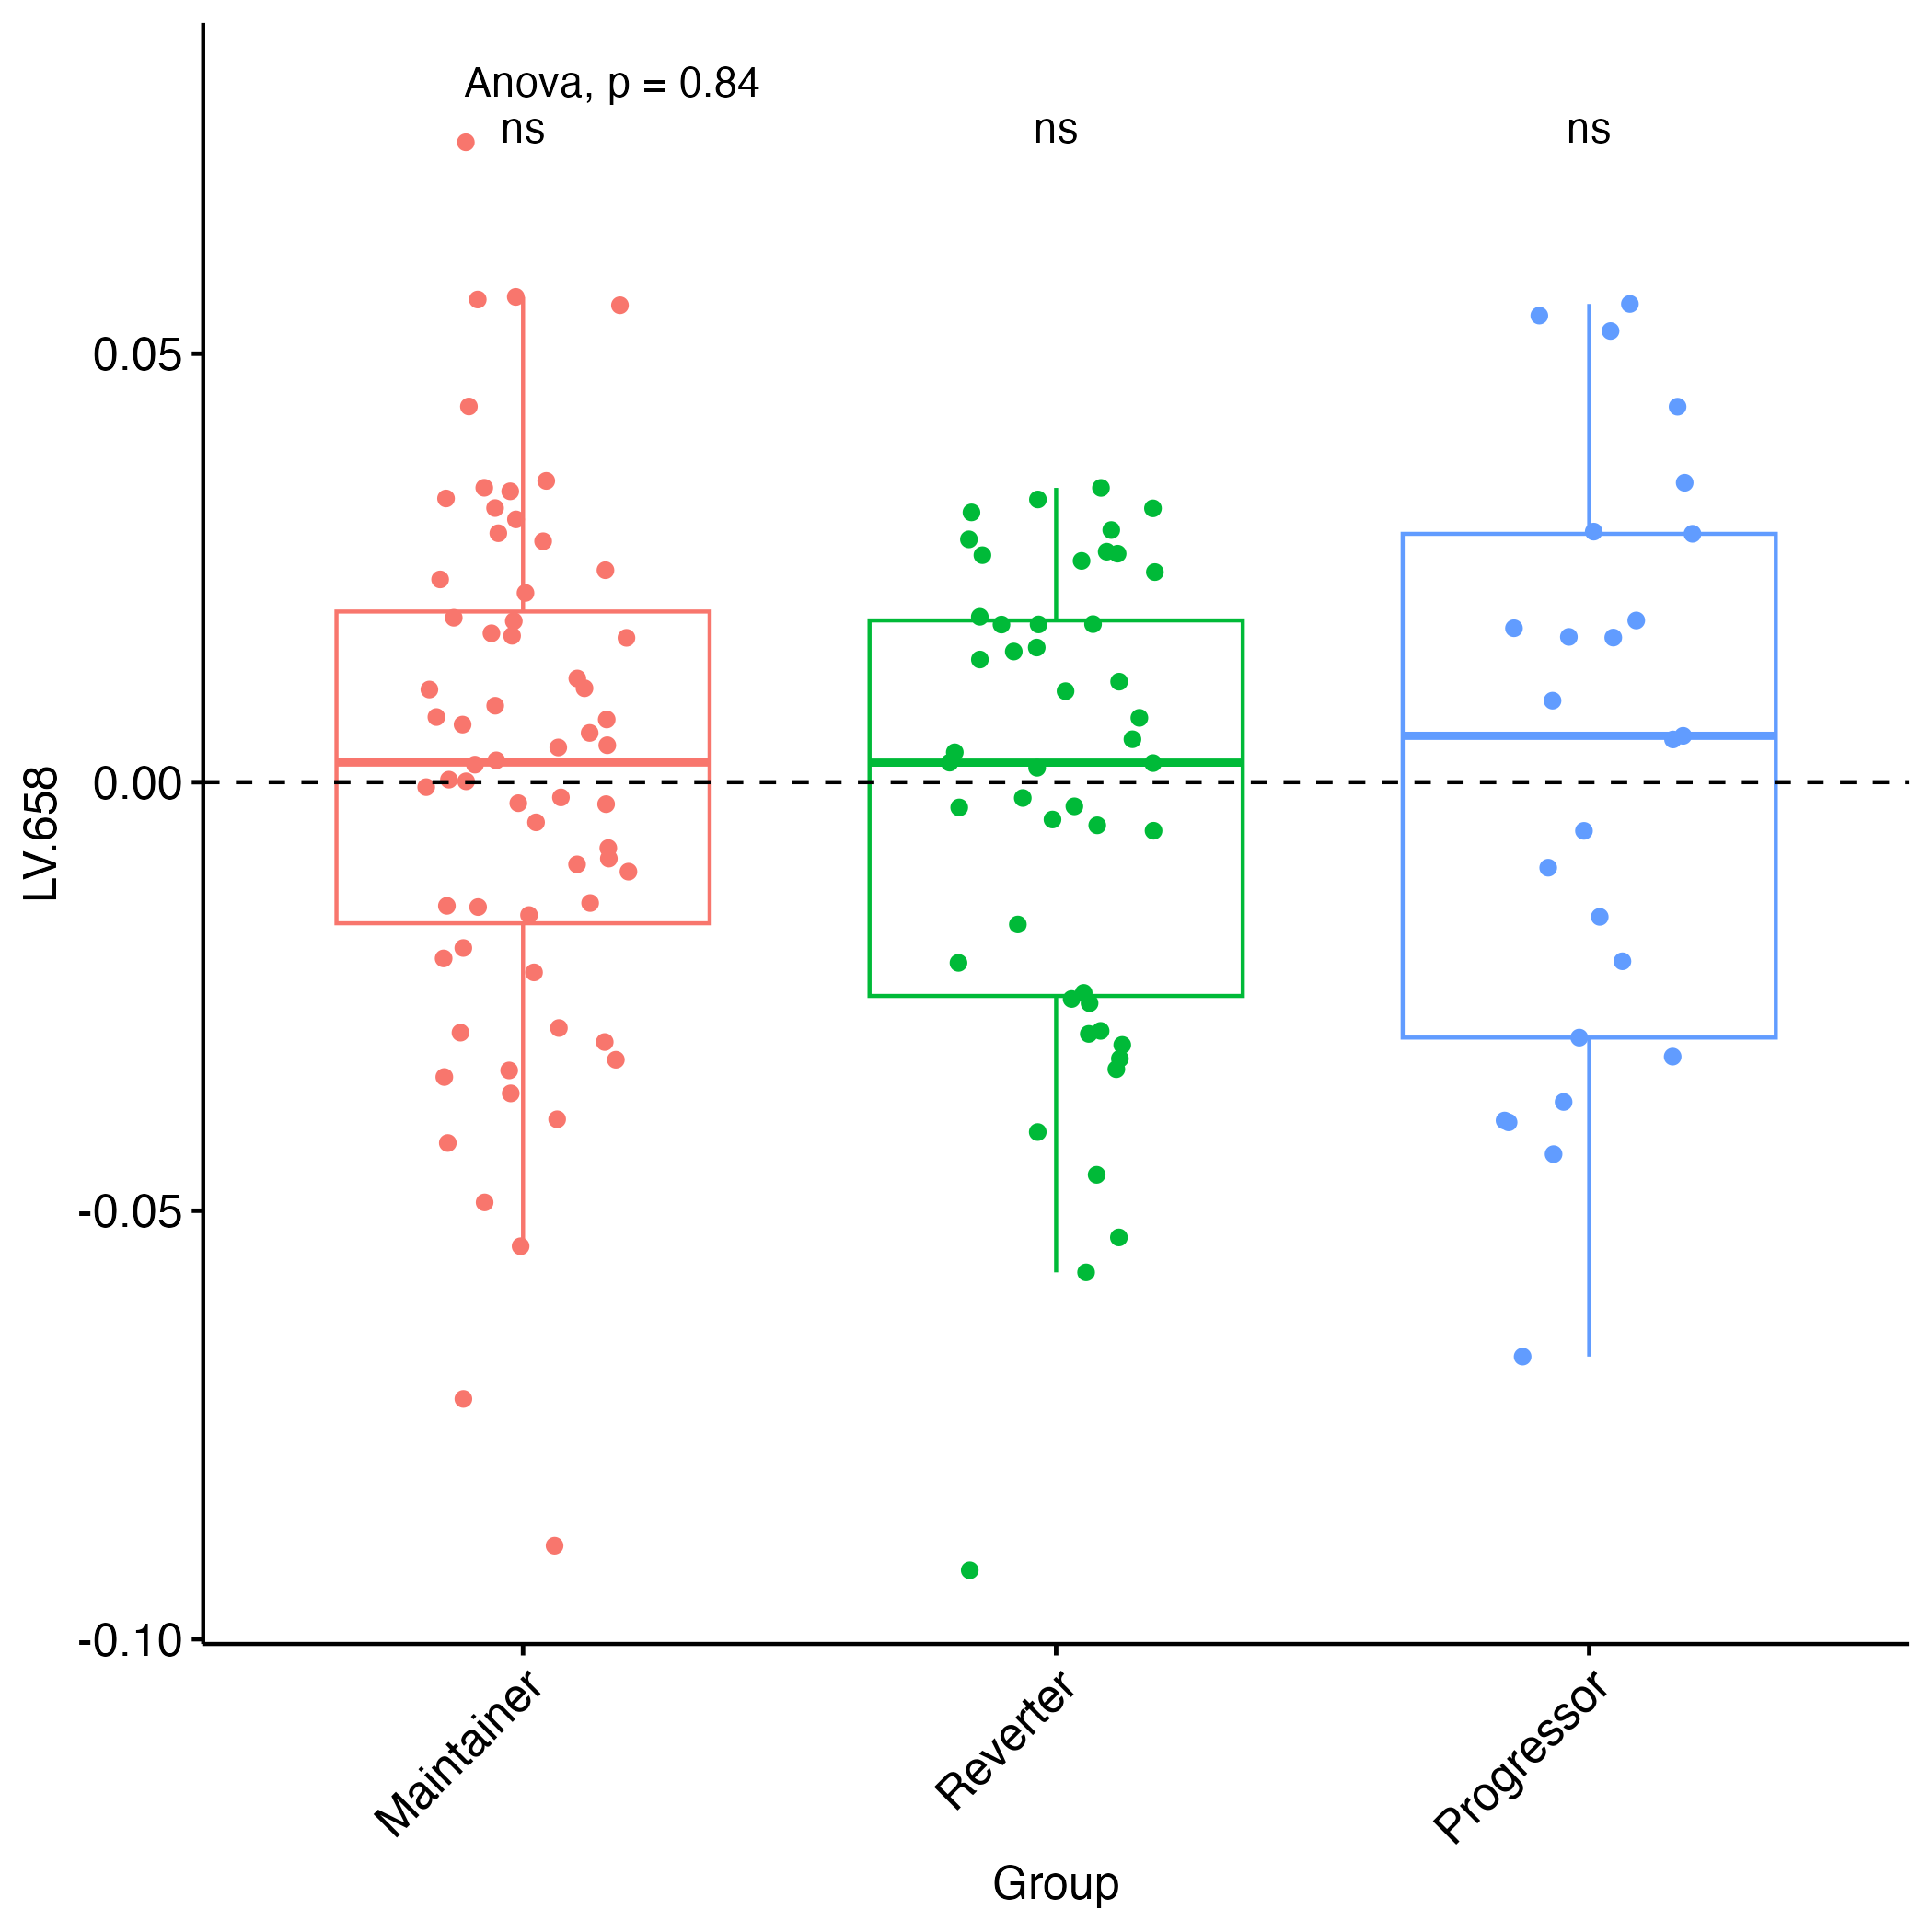 Anova, p = 0.84
ns
ns
ns
0.05
0.00
-0.05
-0.10
LV.658
Maintainer
Reverter
Progressor
Group